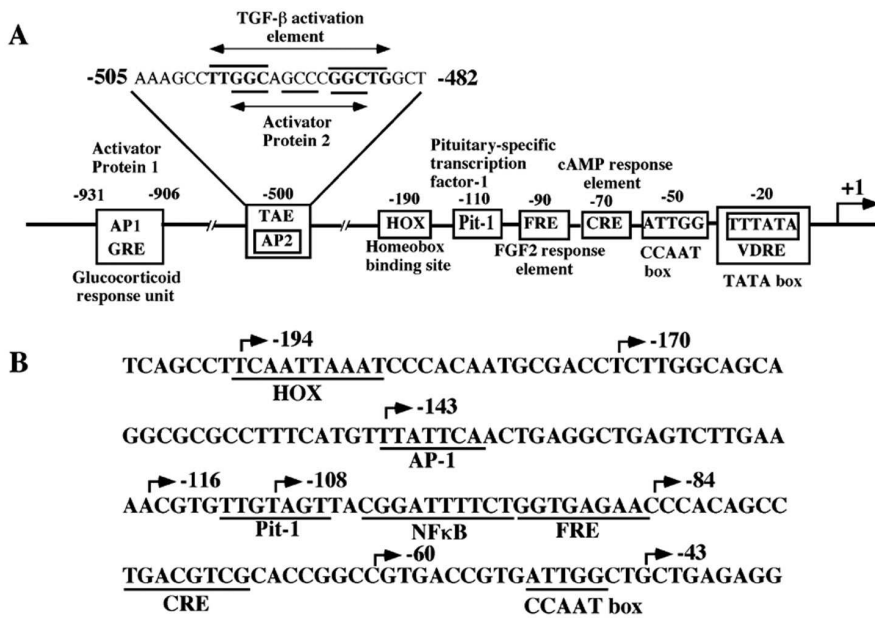 A
TGF-β activation
element
-505 AAAGCCTTGGCAGCCCGGCTGGCT -482
Activator
Protein 2
Activator
Protein 1
Pituitary-specific
transcription
factor-1
cAMP response
element
-931 -906 -500 -190 -110 -90 -70 -50 -20 +1
AP1
GRE
TAE
AP2
HOX
Pit-1
FRE
CRE
ATTGG
TTTATA
VDRE
Glucocorticoid
response unit
Homeobox
binding site
FGF2 response
element
CCAAT
box
TATA box
B
-194 -170
TCAGCCTTCAATTAAATCCCACAATGCGACCTCTTGGCAGCA
HOX
-143
GGCGCGCCTTTCATGTTTATTCAACTGAGGCTGAGTCTTGAA
AP-1
-116 -108 -84
AACGTGTTGTAGTTACGGATTTTCTGGTGAGAACCCACAGCC
Pit-1 NFκB FRE
-60 -43
TGACGTCGCACCGGCCGTGACCGTGATTGGCTGCTGAGAGG
CRE CCAAT box